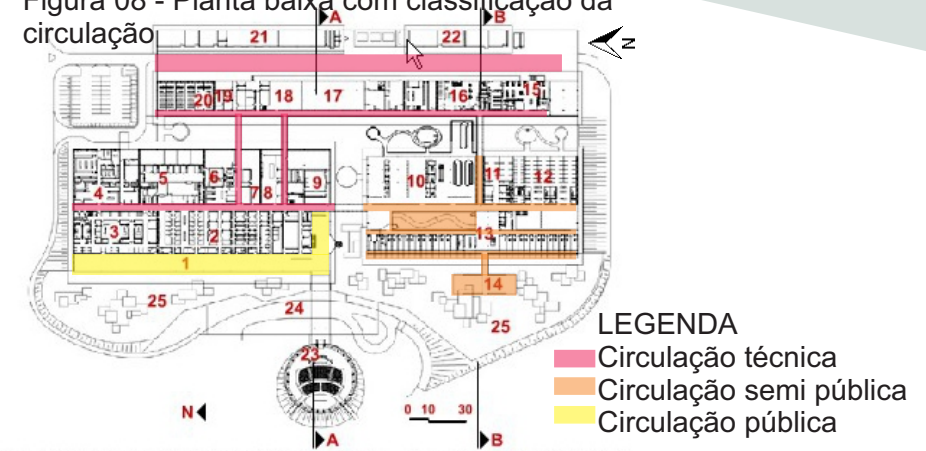 Figura 08 - Planta baixa com classificação da
circulação
A
B
21
22
N
20
19
18
17
16
15
4
5
6
7
8
9
10
11
12
3
2
13
1
14
25
24
25
23
N
0 10 30
A
B
LEGENDA
Circulação técnica
Circulação semi pública
Circulação pública